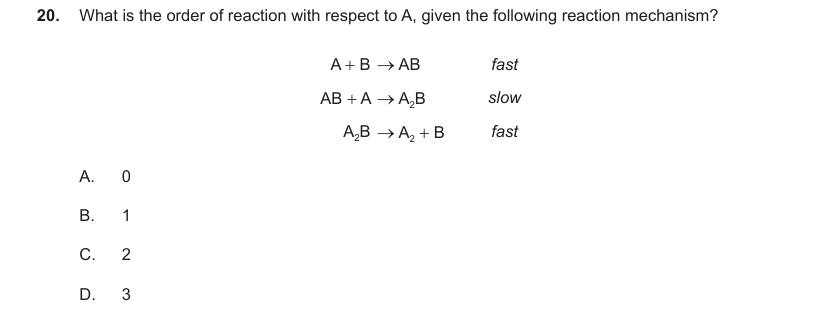 20. What is the order of reaction with respect to A, given the following reaction mechanism?
A + B → AB fast
AB + A → A₂B slow
A₂B → A₂ + B fast
A. 0
B. 1
C. 2
D. 3